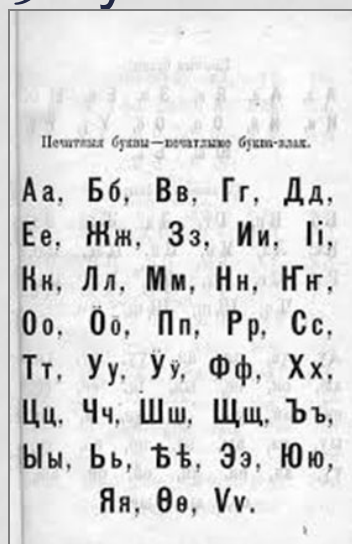 Печатныя буквы—печатлыме буква-влак.
Аа, Бб, Вв, Гг, Дд,
Ее, Жж, Зз, Ии, Іі,
Кк, Лл, Мм, Нн, Ҥҥ,
Оо, Ӧӧ, Пп, Рр, Сс,
Тт, Уу, Ӱӱ, Фф, Хх,
Цц, Чч, Шш, Щщ, Ъъ,
Ыы, Ьь, Ѣѣ, Ээ, Юю,
Яя, Ѳѳ, Ѵѵ.